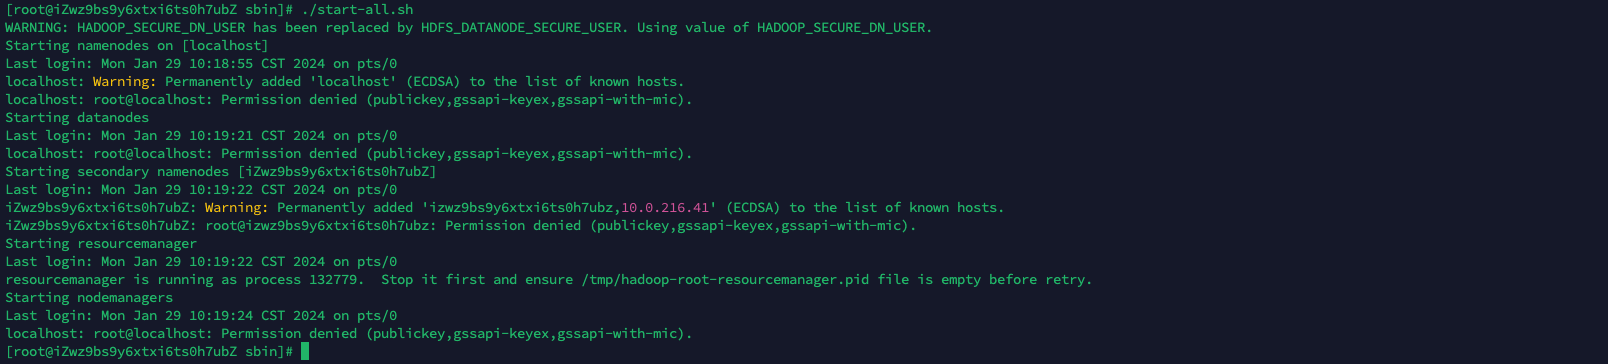 [root@iZwz9bs9y6xtxi6ts0h7ubZ sbin]# ./start-all.sh
WARNING: HADOOP_SECURE_DN_USER has been replaced by HDFS_DATANODE_SECURE_USER. Using value of HADOOP_SECURE_DN_USER.
Starting namenodes on [localhost]
Last login: Mon Jan 29 10:18:55 CST 2024 on pts/0
localhost: Warning: Permanently added 'localhost' (ECDSA) to the list of known hosts.
localhost: root@localhost: Permission denied (publickey,gssapi-keyex,gssapi-with-mic).
Starting datanodes
Last login: Mon Jan 29 10:19:21 CST 2024 on pts/0
localhost: root@localhost: Permission denied (publickey,gssapi-keyex,gssapi-with-mic).
Starting secondary namenodes [iZwz9bs9y6xtxi6ts0h7ubZ]
Last login: Mon Jan 29 10:19:22 CST 2024 on pts/0
iZwz9bs9y6xtxi6ts0h7ubZ: Warning: Permanently added 'izwz9bs9y6xtxi6ts0h7ubz,10.0.216.41' (ECDSA) to the list of known hosts.
iZwz9bs9y6xtxi6ts0h7ubZ: root@izwz9bs9y6xtxi6ts0h7ubz: Permission denied (publickey,gssapi-keyex,gssapi-with-mic).
Starting resourcemanager
Last login: Mon Jan 29 10:19:22 CST 2024 on pts/0
resourcemanager is running as process 132779.  Stop it first and ensure /tmp/hadoop-root-resourcemanager.pid file is empty before retry.
Starting nodemanagers
Last login: Mon Jan 29 10:19:24 CST 2024 on pts/0
localhost: root@localhost: Permission denied (publickey,gssapi-keyex,gssapi-with-mic).
[root@iZwz9bs9y6xtxi6ts0h7ubZ sbin]#